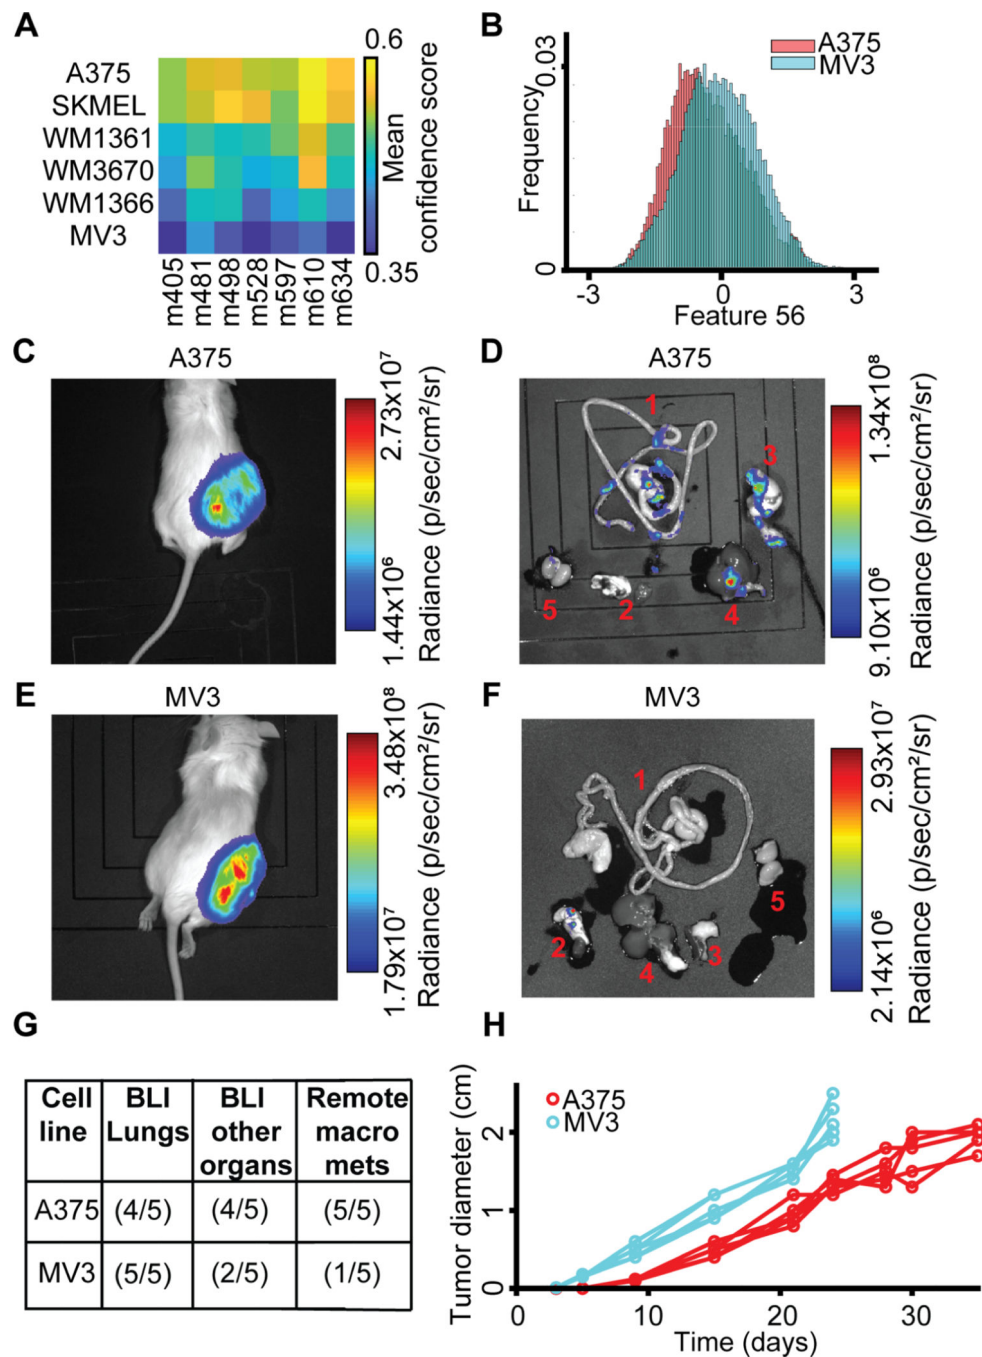 A
0.6
A375
SKMEL
WM1361
WM3670
WM1366
MV3
Mean
confidence score
0.35
m405
m481
m498
m528
m597
m610
m634
B
A375
MV3
Frequency
0.03
0
-3
0
3
Feature 56
C
A375
2.73x10⁷
1.44x10⁶
Radiance (p/sec/cm²/sr)
D
A375
1
2
3
4
5
1.34x10⁸
9.10x10⁶
Radiance (p/sec/cm²/sr)
E
MV3
3.48x10⁸
1.79x10⁷
Radiance (p/sec/cm²/sr)
F
MV3
1
2
3
4
5
2.93x10⁷
2.14x10⁶
Radiance (p/sec/cm²/sr)
G
Cell line
BLI Lungs
BLI other organs
Remote macro mets
A375 (4/5) (4/5) (5/5)
MV3 (5/5) (2/5) (1/5)
H
A375
MV3
Tumor diameter (cm)
2
1
0
0
10
20
30
Time (days)